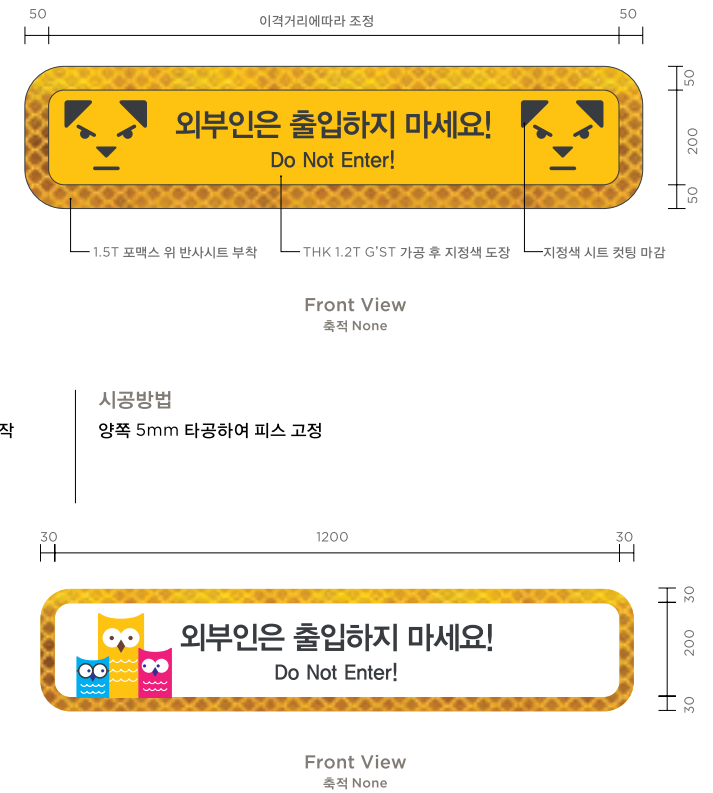 50
이격거리에따라 조정
50
외부인은 출입하지 마세요!
Do Not Enter!
50
200
50
1.5T 포맥스 위 반사시트 부착
THK 1.2T G'ST 가공 후 지정색 도장
지정색 시트 컷팅 마감
Front View
축적 None
시공방법
작
양쪽 5mm 타공하여 피스 고정
30
1200
30
외부인은 출입하지 마세요!
Do Not Enter!
30
200
30
Front View
축적 None